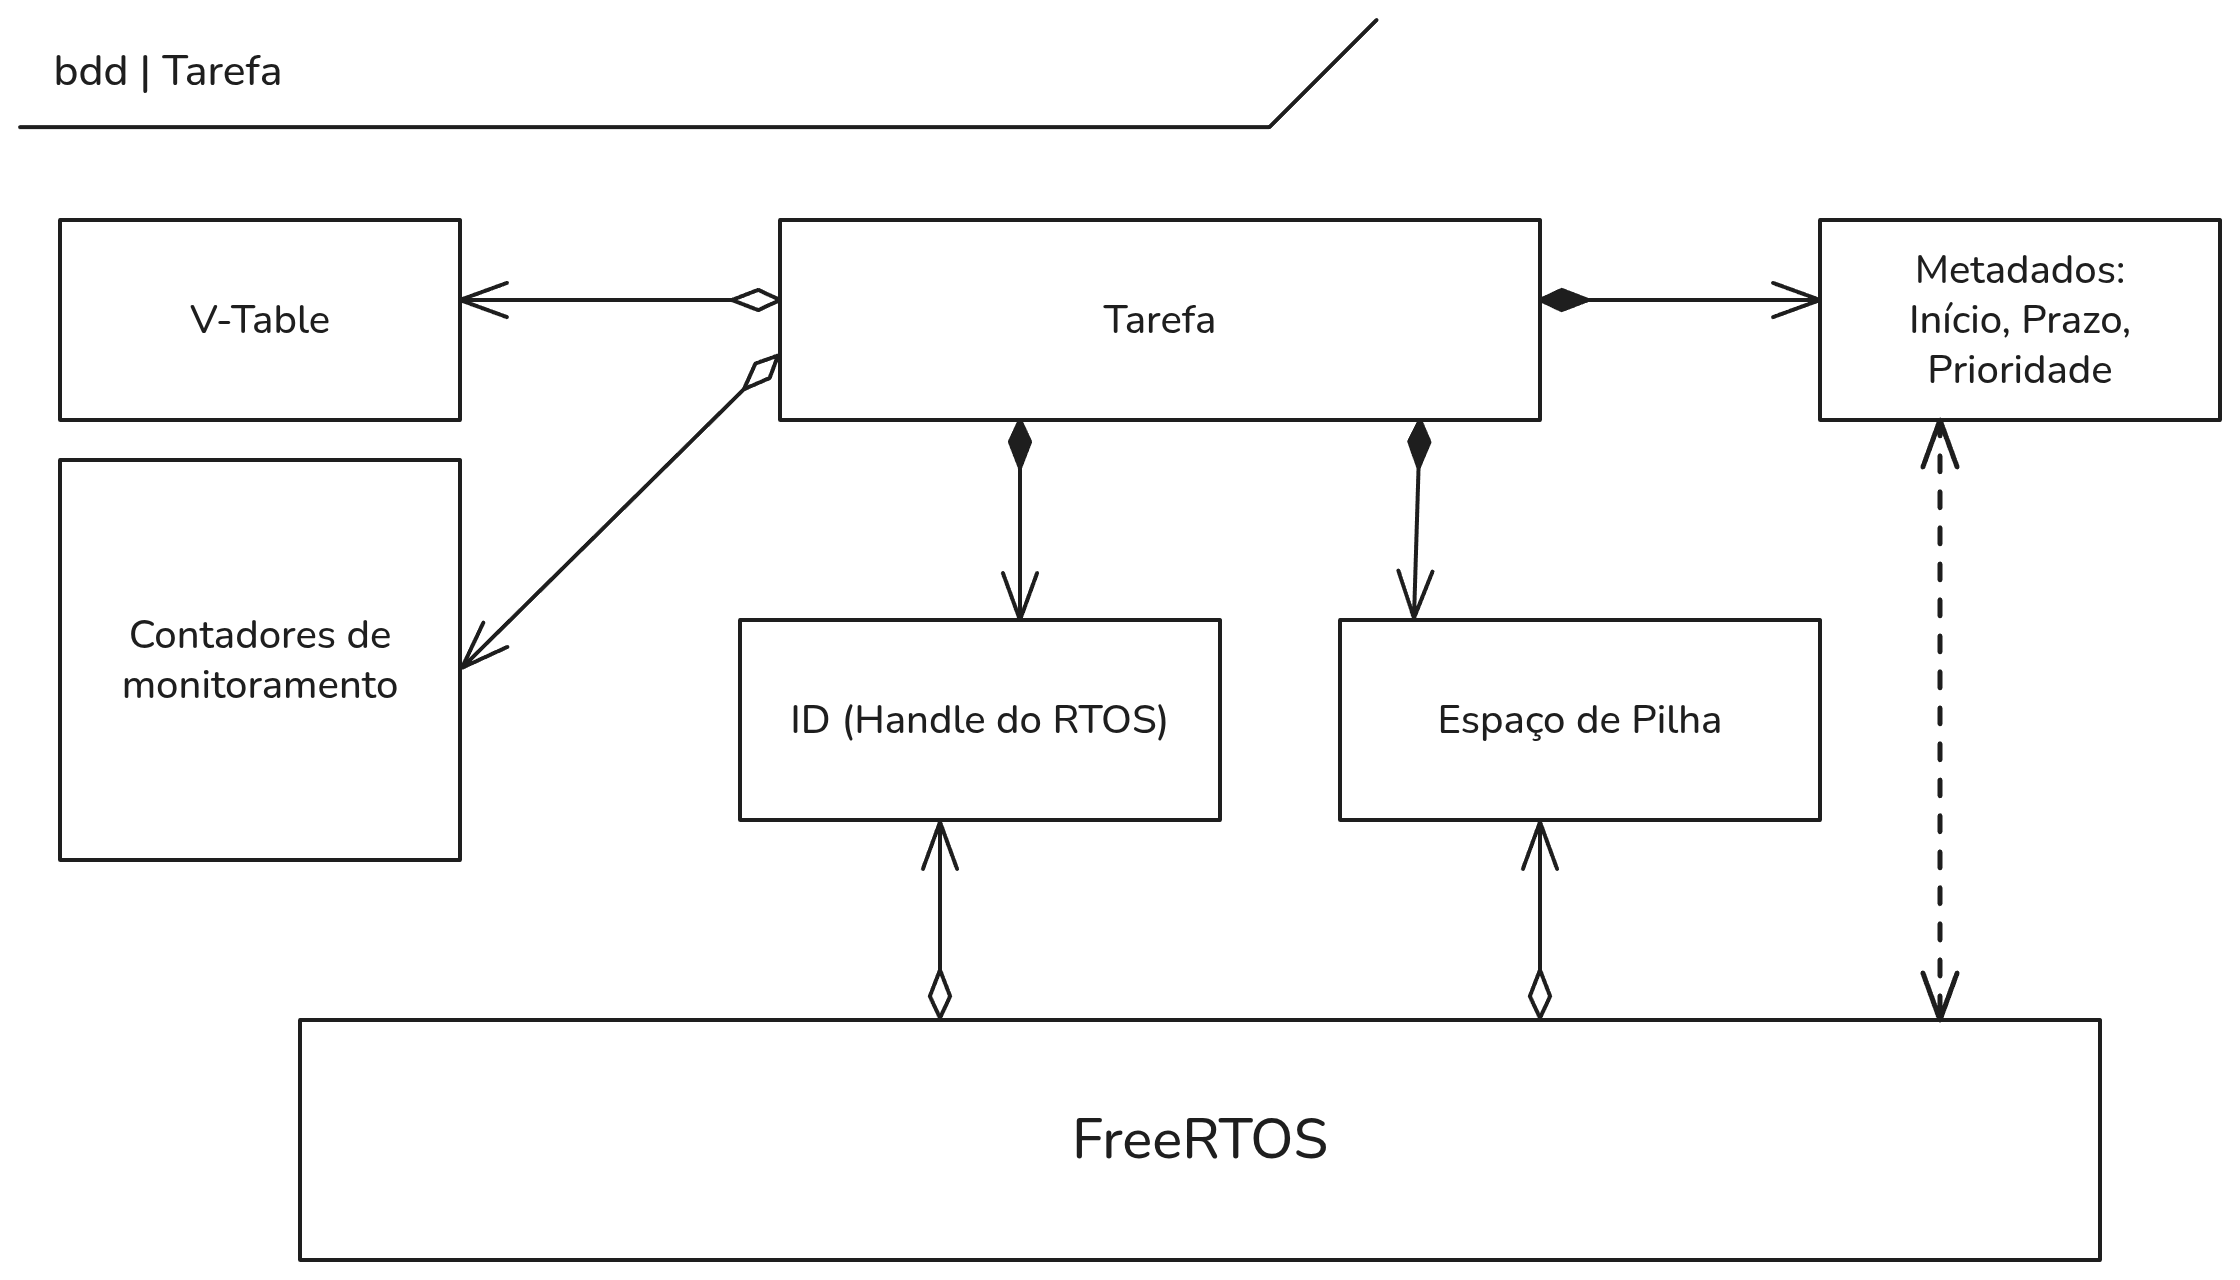 bdd | Tarefa
V-Table
Tarefa
Metadados:
Início, Prazo,
Prioridade
Contadores de
monitoramento
ID (Handle do RTOS)
Espaço de Pilha
FreeRTOS